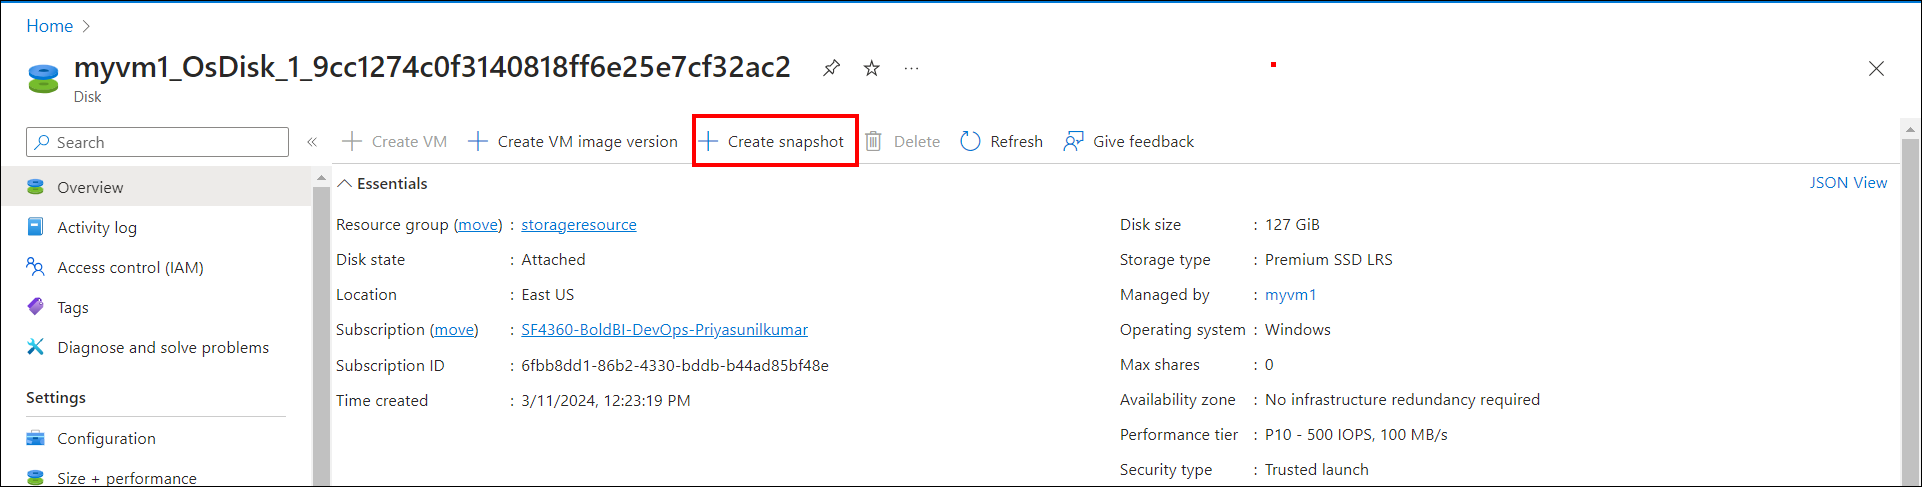 Home
myvm1_OsDisk_1_9cc1274c0f3140818ff6e25e7cf32ac2
Disk
Search
Create VM
Create VM image version
Create snapshot
Delete
Refresh
Give feedback
Overview
Activity log
Access control (IAM)
Tags
Diagnose and solve problems
Settings
Configuration
Size + performance
Essentials
JSON View
Resource group (move) : storageresource
Disk state : Attached
Location : East US
Subscription (move) : SF4360-BoldBI-DevOps-Priyasunilkumar
Subscription ID : 6fbb8dd1-86b2-4330-bddb-b44ad85bf48e
Time created : 3/11/2024, 12:23:19 PM
Disk size : 127 GiB
Storage type : Premium SSD LRS
Managed by : myvm1
Operating system : Windows
Max shares : 0
Availability zone : No infrastructure redundancy required
Performance tier : P10 - 500 IOPS, 100 MB/s
Security type : Trusted launch